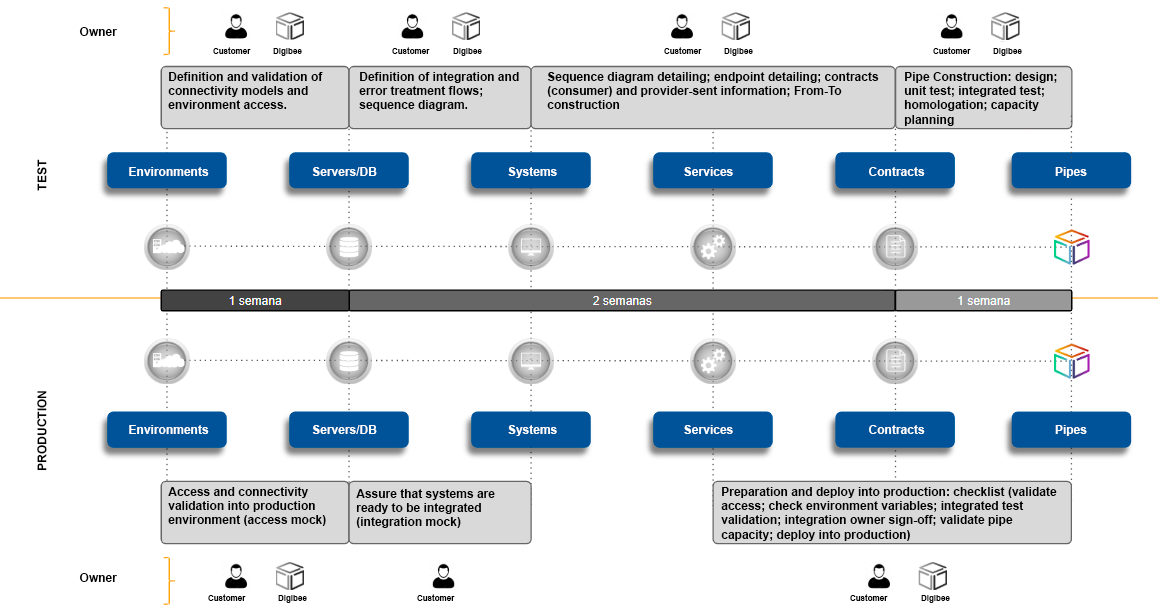 Owner
Customer Digibee
Customer Digibee
Customer Digibee
Customer Digibee
Definition and validation of
connectivity models and
environment access.
Definition of integration and
error treatment flows;
sequence diagram.
Sequence diagram detailing; endpoint detailing; contracts
(consumer) and provider-sent information; From-To
construction
Pipe Construction: design;
unit test; integrated test;
homologation; capacity
planning
TEST
Environments
Servers/DB
Systems
Services
Contracts
Pipes
1 semana
2 semanas
1 semana
PRODUCTION
Environments
Servers/DB
Systems
Services
Contracts
Pipes
Access and connectivity
validation into production
environment (access mock)
Assure that systems are
ready to be integrated
(integration mock)
Preparation and deploy into production: checklist (validate
access; check environment variables; integrated test
validation; integration owner sign-off; validate pipe
capacity; deploy into production)
Owner
Customer Digibee
Customer
Customer Digibee